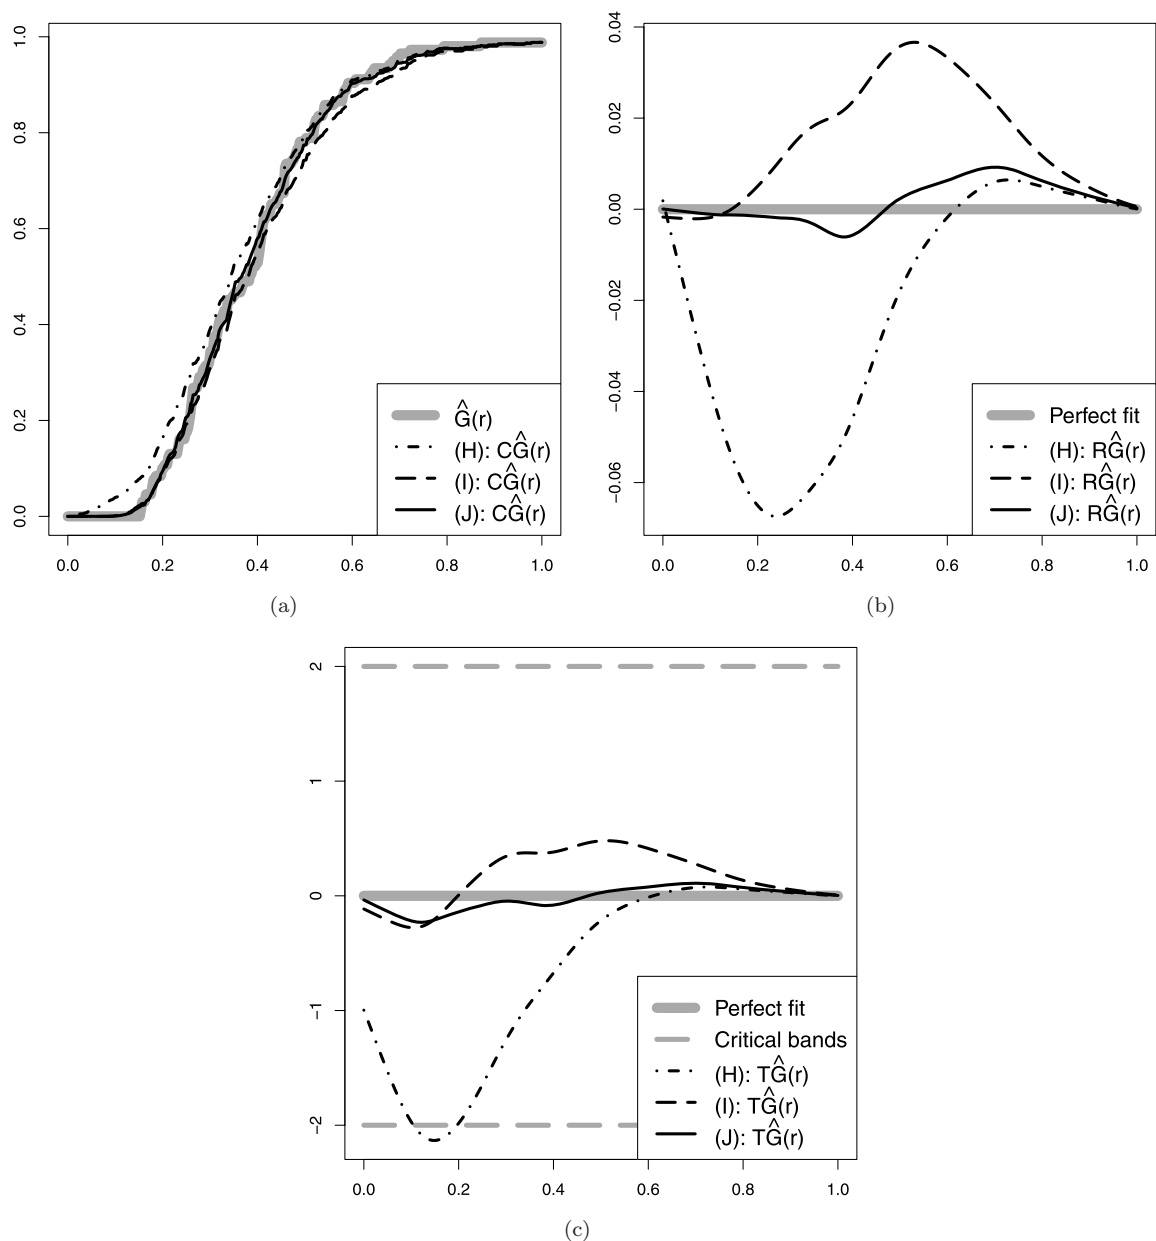 1.0
0.8
0.6
0.4
0.2
0.0
Ĝ(r)
(H): CĜ(r)
(I): CĜ(r)
(J): CĜ(r)
0.0 0.2 0.4 0.6 0.8 1.0
(a)
0.04
0.02
0.00
−0.02
−0.04
−0.06
Perfect fit
(H): RĜ(r)
(I): RĜ(r)
(J): RĜ(r)
0.0 0.2 0.4 0.6 0.8 1.0
(b)
2
1
0
−1
−2
Perfect fit
Critical bands
(H): TĜ(r)
(I): TĜ(r)
(J): TĜ(r)
0.0 0.2 0.4 0.6 0.8 1.0
(c)